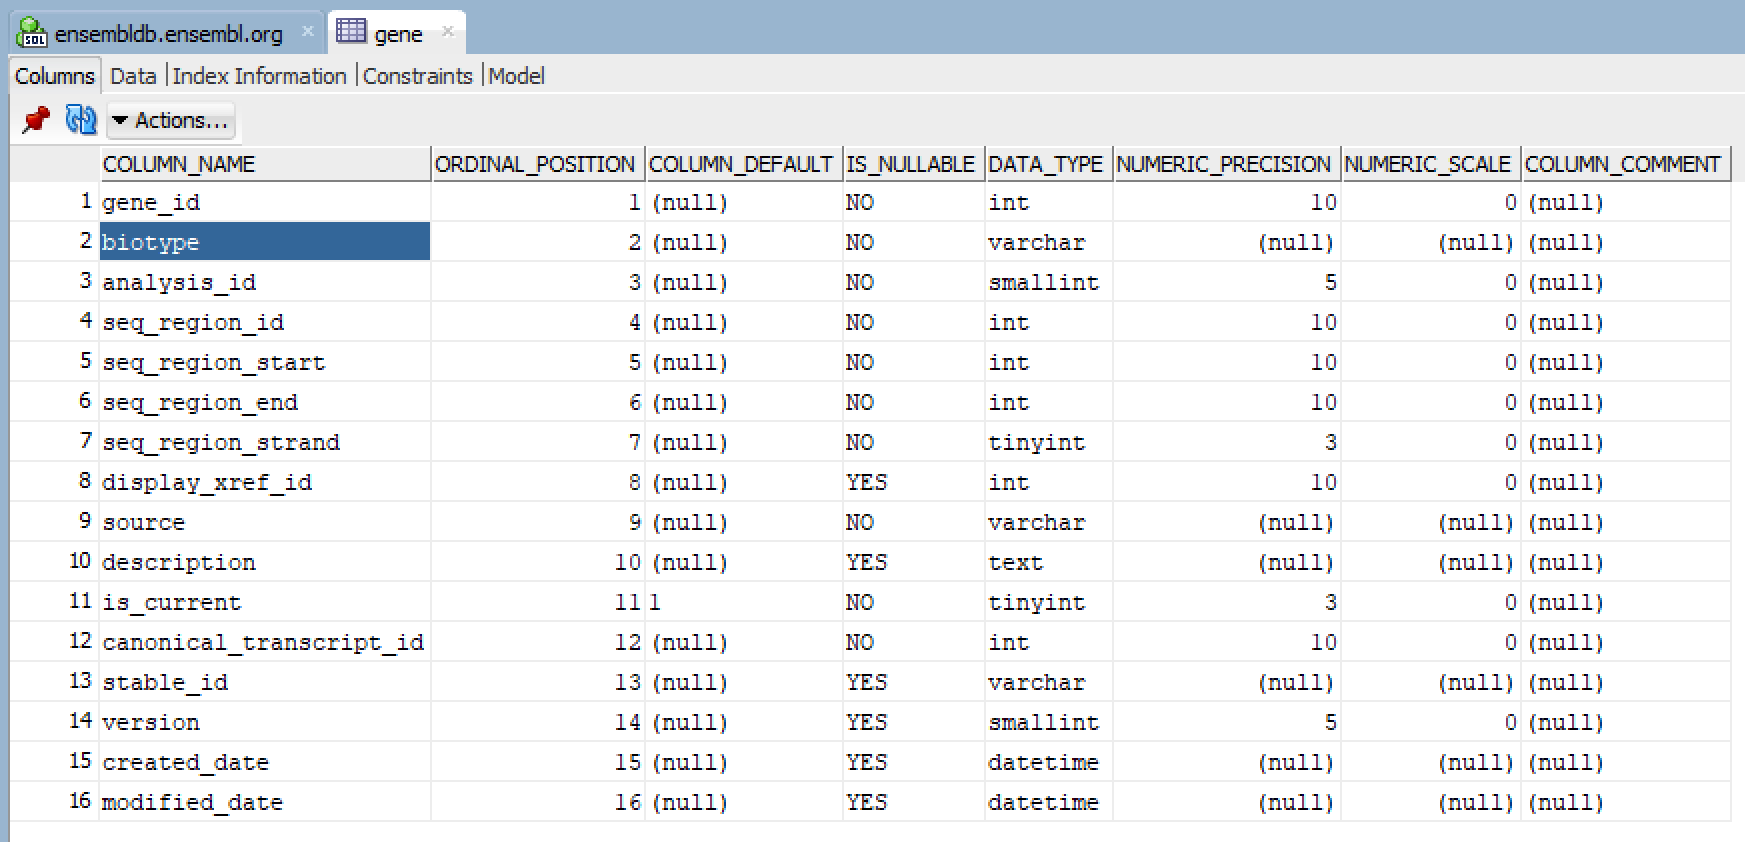 SQL ensembldb.ensembl.org × gene ×
Columns Data Index Information Constraints Model
Actions...
COLUMN_NAME ORDINAL_POSITION COLUMN_DEFAULT IS_NULLABLE DATA_TYPE NUMERIC_PRECISION NUMERIC_SCALE COLUMN_COMMENT
1 gene_id 1 (null) NO int 10 0 (null)
2 biotype 2 (null) NO varchar (null) (null) (null)
3 analysis_id 3 (null) NO smallint 5 0 (null)
4 seq_region_id 4 (null) NO int 10 0 (null)
5 seq_region_start 5 (null) NO int 10 0 (null)
6 seq_region_end 6 (null) NO int 10 0 (null)
7 seq_region_strand 7 (null) NO tinyint 3 0 (null)
8 display_xref_id 8 (null) YES int 10 0 (null)
9 source 9 (null) NO varchar (null) (null) (null)
10 description 10 (null) YES text (null) (null) (null)
11 is_current 11 1 NO tinyint 3 0 (null)
12 canonical_transcript_id 12 (null) NO int 10 0 (null)
13 stable_id 13 (null) YES varchar (null) (null) (null)
14 version 14 (null) YES smallint 5 0 (null)
15 created_date 15 (null) YES datetime (null) (null) (null)
16 modified_date 16 (null) YES datetime (null) (null) (null)